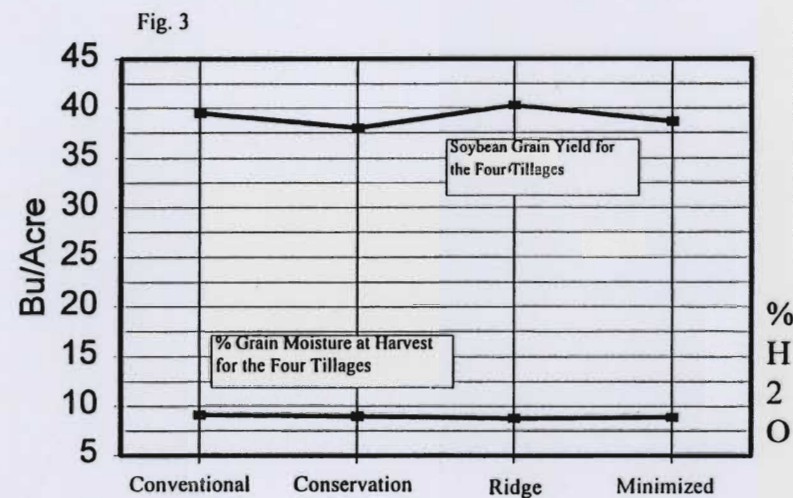 Fig. 3
45
40
35
30
25
20
15
10
5
Bu/Acre
Soybean Grain Yield for
the Four Tillages
% Grain Moisture at Harvest
for the Four Tillages
%
H
2
O
Conventional Conservation Ridge Minimized